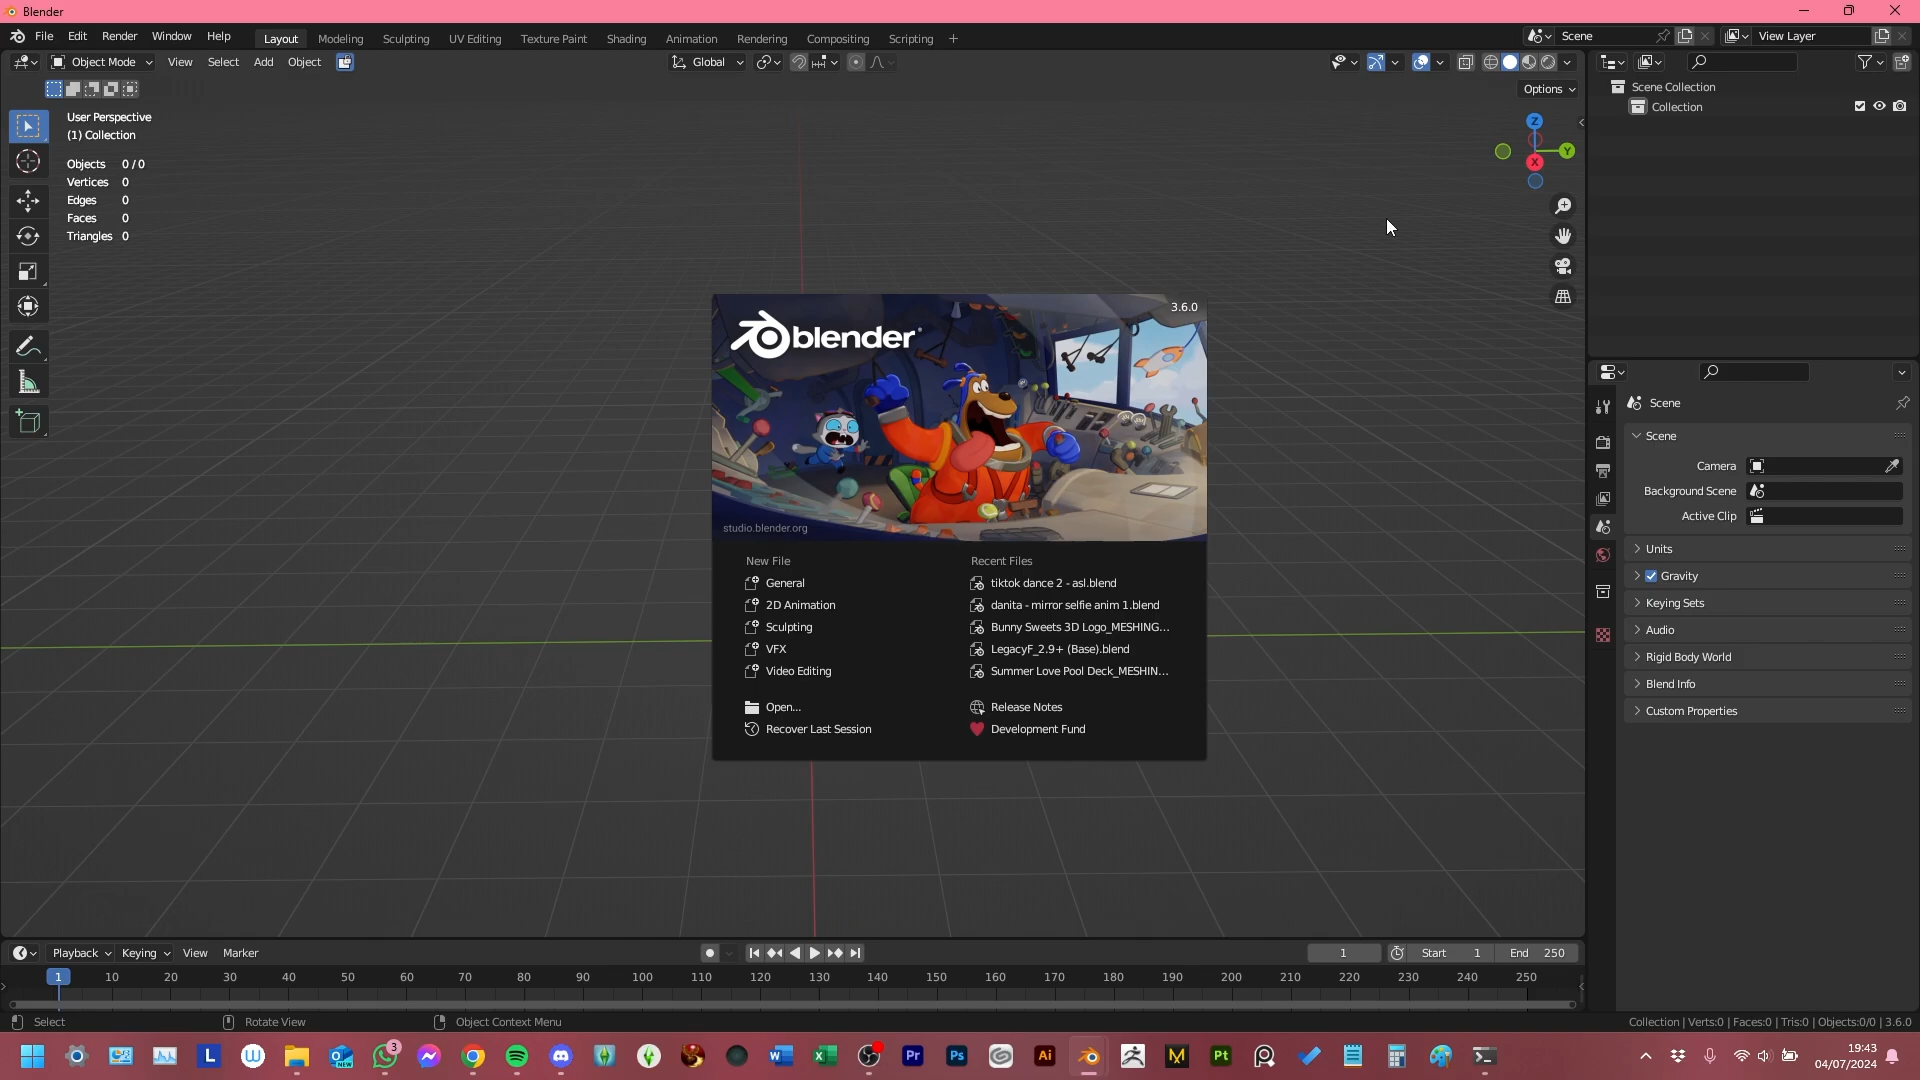 Blender
File Edit Render Window Help Layout Modeling Sculpting UV Editing Texture Paint Shading Animation Rendering Compositing Scripting + Scene View Layer
Object Mode View Select Add Object Global
Options
User Perspective
(1) Collection
Objects 0 / 0
Vertices 0
Edges 0
Faces 0
Triangles 0
Z
Y
X
Scene Collection
Collection
3.6.0
blender
studio.blender.org
New File
General
2D Animation
Sculpting
VFX
Video Editing
Open...
Recover Last Session
Recent Files
tiktok dance 2 - asl.blend
danita - mirror selfie anim 1.blend
Bunny Sweets 3D Logo_MESHING...
LegacyF_2.9+ (Base).blend
Summer Love Pool Deck_MESHIN...
Release Notes
Development Fund
Scene
Scene
Camera
Background Scene
Active Clip
Units
Gravity
Keying Sets
Audio
Rigid Body World
Blend Info
Custom Properties
Playback Keying View Marker 1 Start 1 End 250
1 10 20 30 40 50 60 70 80 90 100 110 120 130 140 150 160 170 180 190 200 210 220 230 240 250
Select Rotate View Object Context Menu Collection | Verts:0 | Faces:0 | Tris:0 | Objects:0/0 | 3.6.0
L W NEW 3 W X Pr Ps Ai M Pt
19:43
04/07/2024